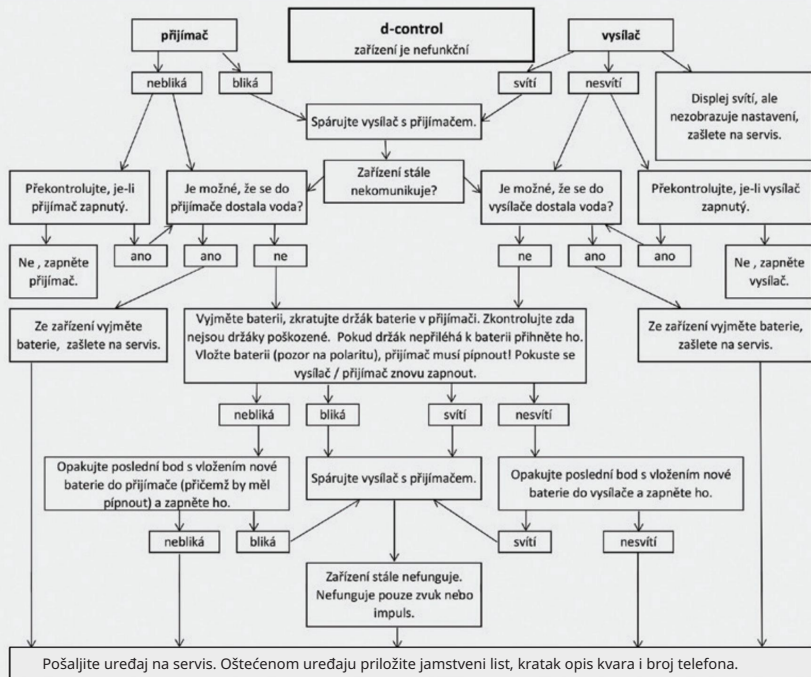 d-control
zařízení je nefunkční
přijímač
vysílač
nebliká
bliká
svítí
nesvítí
Displej svítí, ale
nezobrazuje nastavení,
zašlete na servis.
Spárujte vysílač s přijímačem.
Zařízení stále
nekomunikuje?
Překontrolujte, je-li
přijímač zapnutý.
Je možné, že se do
přijímače dostala voda?
Je možné, že se do
vysílače dostala voda?
Překontrolujte, je-li vysílač
zapnutý.
Ne , zapněte
přijímač.
ano
ano
ne
ne
ano
ano
Ne , zapněte
vysílač.
Ze zařízení vyjměte
baterie, zašlete na servis.
Vyjměte baterii, zkratujte držák baterie v přijímači. Zkontrolujte zda
nejsou držáky poškozené. Pokud držák nepřiléhá k baterii přihněte ho.
Vložte baterii (pozor na polaritu), přijímač musí pípnout! Pokuste se
vysílač / přijímač znovu zapnout.
Ze zařízení vyjměte baterie,
zašlete na servis.
nebliká
bliká
svítí
nesvítí
Opakujte poslední bod s vložením nové
baterie do přijímače (přičemž by měl
pípnout) a zapněte ho.
Spárujte vysílač s přijímačem.
Opakujte poslední bod s vložením nové
baterie do vysílače a zapněte ho.
nebliká
bliká
svítí
nesvítí
Zařízení stále nefunguje.
Nefunguje pouze zvuk nebo
impuls.
Pošaljite uređaj na servis. Oštećenom uređaju priložite jamstveni list, kratak opis kvara i broj telefona.